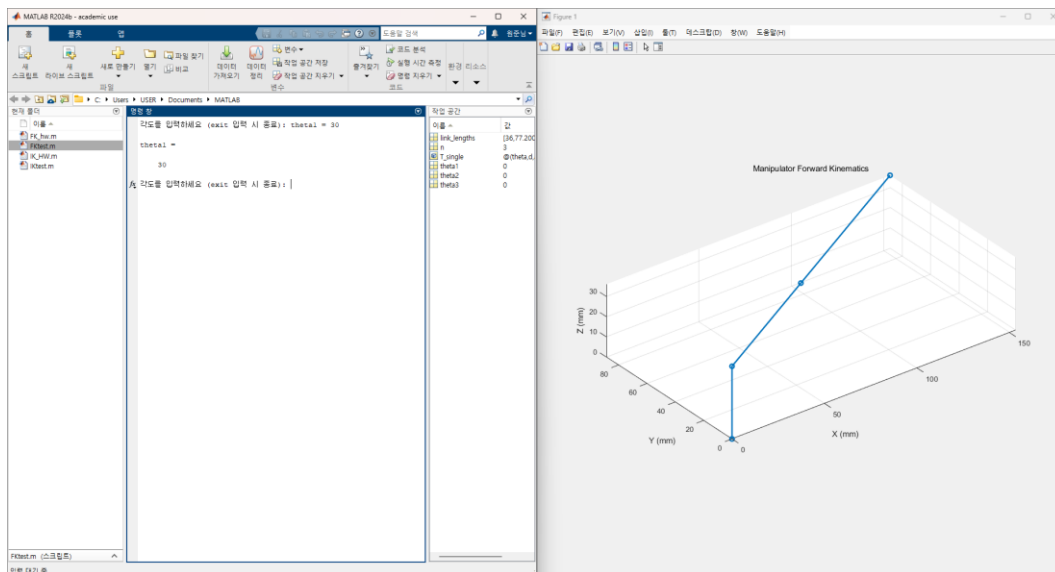 MATLAB R2024b - academic use
홈
플롯
앱
도움말 검색
원준님
새
스크립트
새
라이브 스크립트
새로 만들기
열기
파일 찾기
비교
데이터
가져오기
데이터
정리
변수
작업 공간 저장
작업 공간 지우기
즐겨찾기
코드 분석
실행 시간 측정
명령 지우기
환경
리소스
파일
변수
코드
C: Users USER Documents MATLAB
현재 폴더
이름
FK_hw.m
FKtest.m
IK_HW.m
IKtest.m
FKtest.m (스크립트)
입력 대기 중
명령 창
각도를 입력하세요 (exit 입력 시 종료): theta1 = 30
theta1 =
30
fx 각도를 입력하세요 (exit 입력 시 종료):
작업 공간
이름 값
link_lengths [36,77.200
n 3
T_single @(theta,d,
theta1 0
theta2 0
theta3 0
Figure 1
파일(F) 편집(E) 보기(V) 삽입(I) 툴(T) 데스크탑(D) 창(W) 도움말(H)
Manipulator Forward Kinematics
Z (mm)
30
20
10
0
Y (mm)
80
60
40
20
0
X (mm)
0
50
100
150